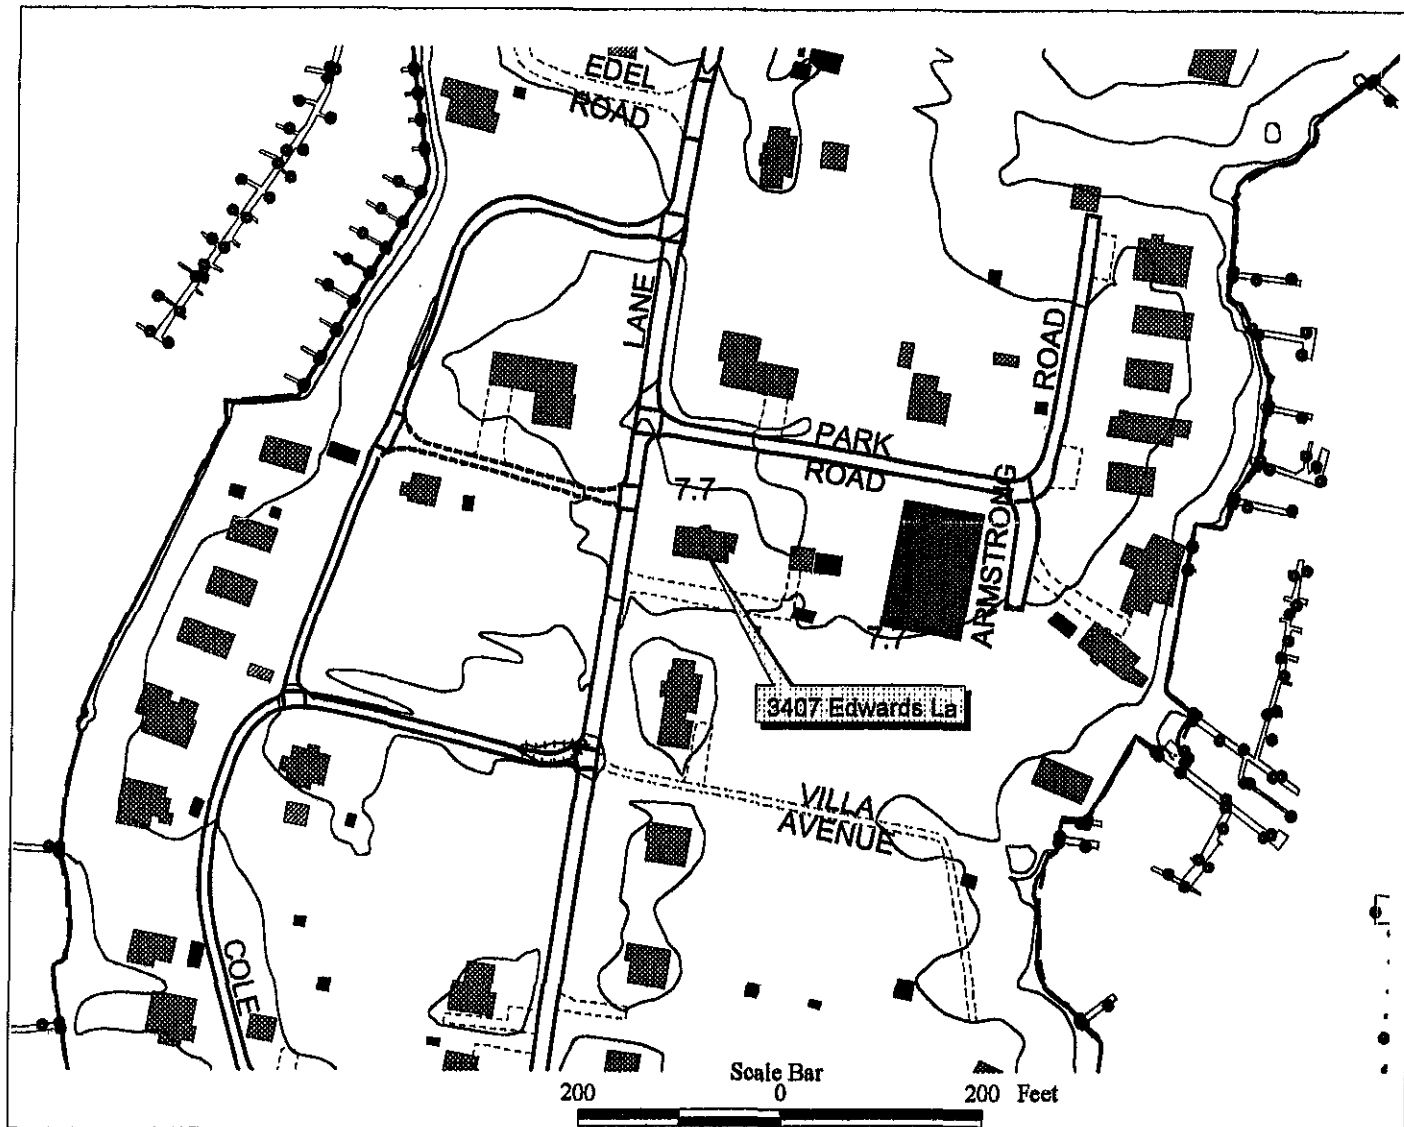 EDEL
ROAD
LANE
ROAD
PARK
ROAD
7.7
ARMSTRONG
7.7
3407 Edwards La
VILLA
AVENUE
COLE
Scale Bar
200 0 200 Feet